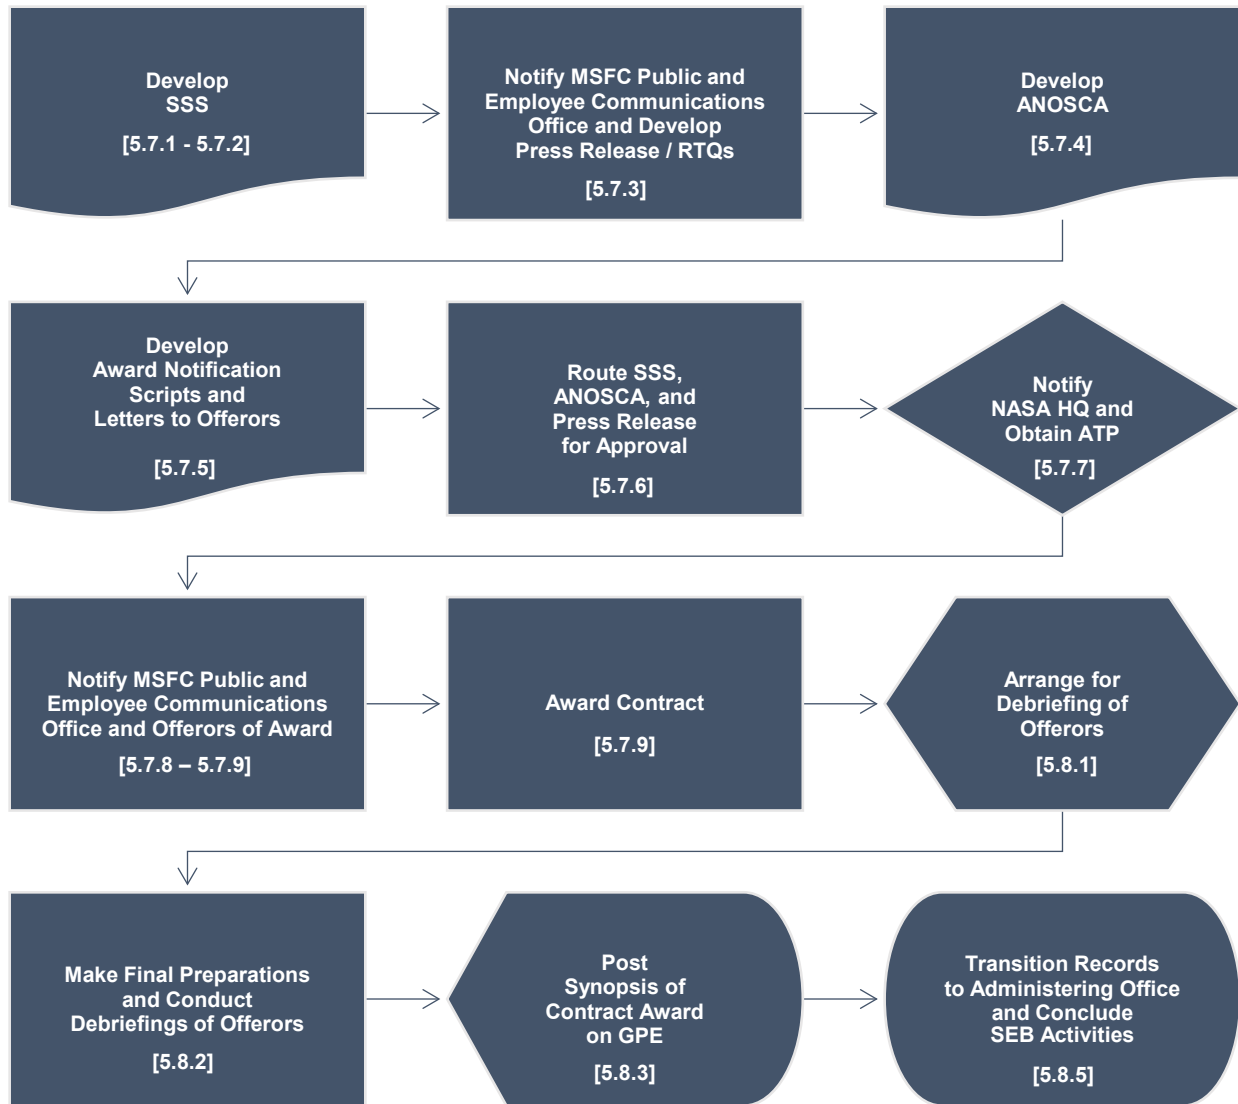 Develop
SSS
[5.7.1 - 5.7.2]
Notify MSFC Public and
Employee Communications
Office and Develop
Press Release / RTQs
[5.7.3]
Develop
ANOSCA
[5.7.4]
Develop
Award Notification
Scripts and
Letters to Offerors
[5.7.5]
Route SSS,
ANOSCA, and
Press Release
for Approval
[5.7.6]
Notify
NASA HQ and
Obtain ATP
[5.7.7]
Notify MSFC Public and
Employee Communications
Office and Offerors of Award
[5.7.8 – 5.7.9]
Award Contract
[5.7.9]
Arrange for
Debriefing of
Offerors
[5.8.1]
Make Final Preparations
and Conduct
Debriefings of Offerors
[5.8.2]
Post
Synopsis of
Contract Award
on GPE
[5.8.3]
Transition Records
to Administering Office
and Conclude
SEB Activities
[5.8.5]